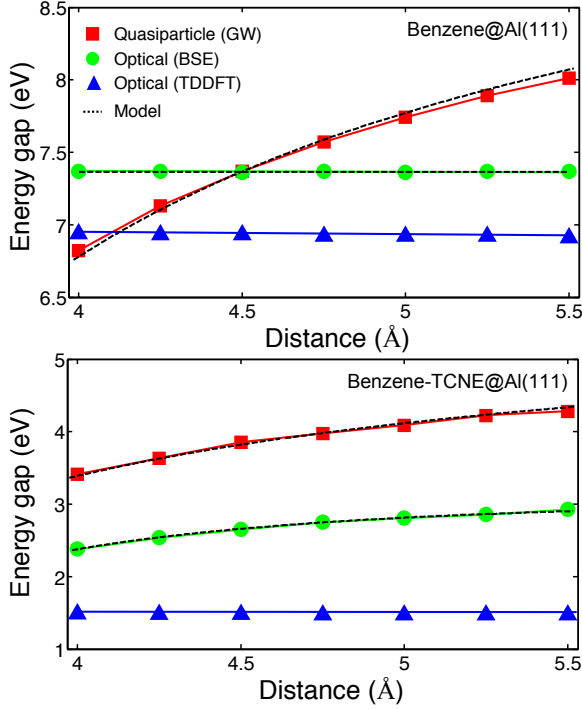 8.5
8
7.5
7
6.5
4
4.5
5
5.5
Energy gap (eV)
Distance (Å)
Quasiparticle (GW)
Optical (BSE)
Optical (TDDFT)
Model
Benzene@Al(111)
5
4
3
2
1
4
4.5
5
5.5
Energy gap (eV)
Distance (Å)
Benzene-TCNE@Al(111)